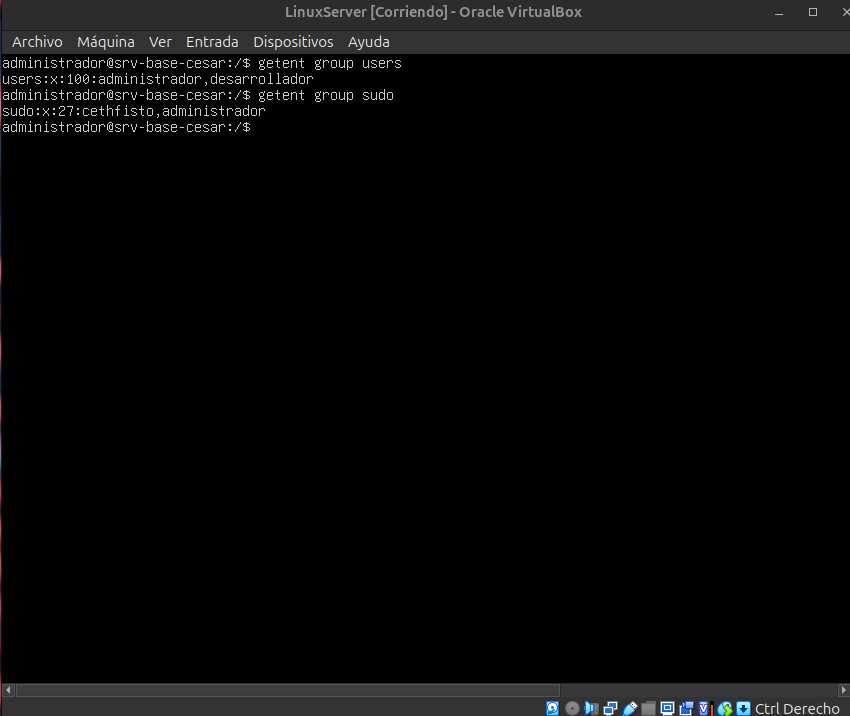 LinuxServer [Corriendo] - Oracle VirtualBox
Archivo Máquina Ver Entrada Dispositivos Ayuda
administrador@srv-base-cesar:/$ getent group users
users:x:100:administrador,desarrollador
administrador@srv-base-cesar:/$ getent group sudo
sudo:x:27:cethfisto,administrador
administrador@srv-base-cesar:/$
Ctrl Derecho